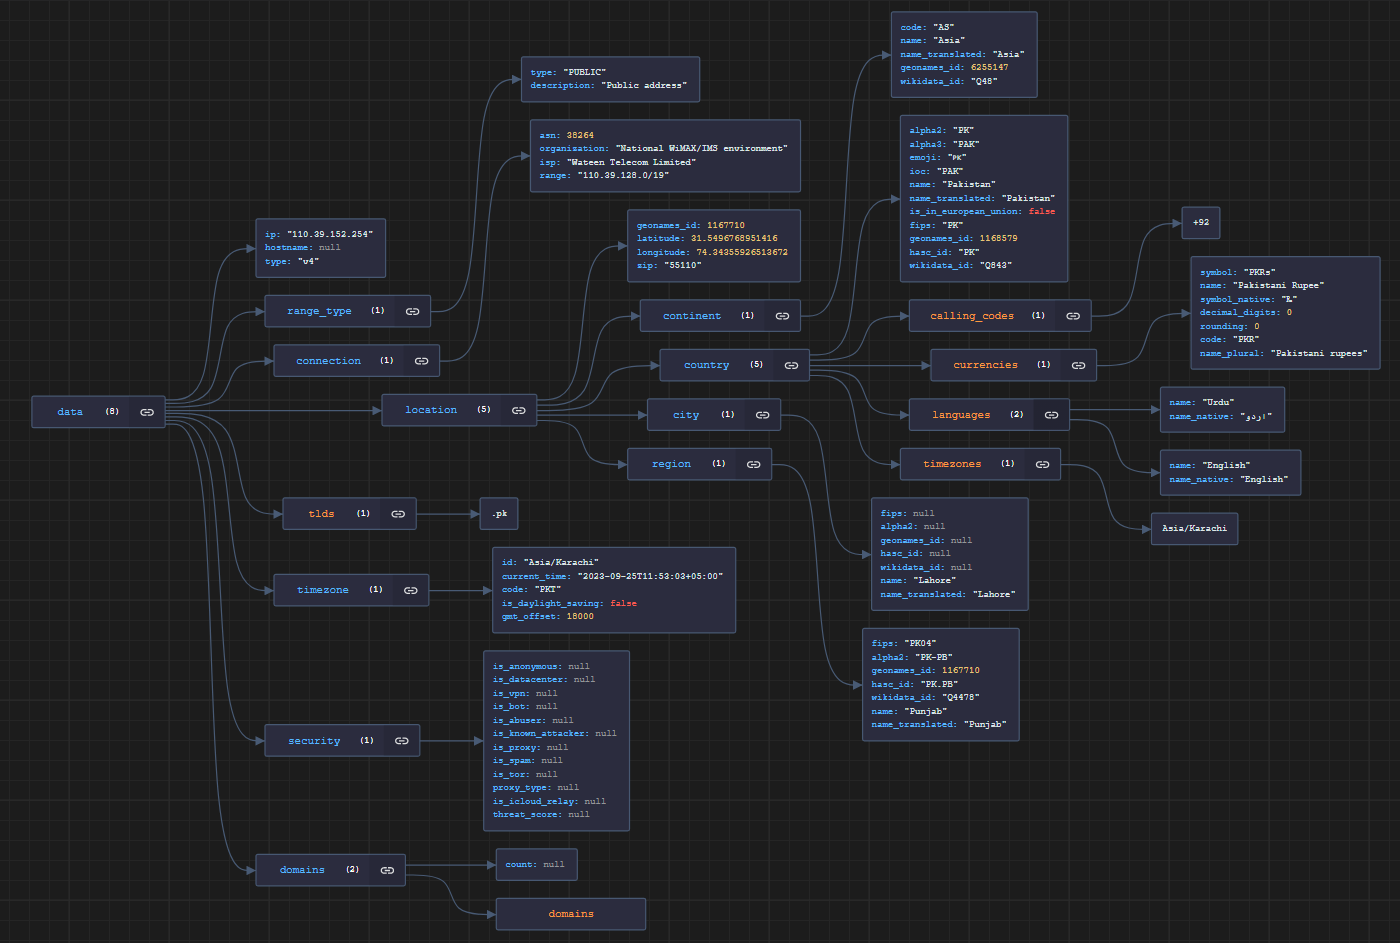 code: "AS"
name: "Asia"
name_translated: "Asia"
geonames_id: 6255147
wikidata_id: "Q48"
type: "PUBLIC"
description: "Public address"
asn: 38264
organization: "National WiMAX/IMS environment"
isp: "Wateen Telecom Limited"
range: "110.39.128.0/19"
alpha2: "PK"
alpha3: "PAK"
emoji: "PK"
ioc: "PAK"
name: "Pakistan"
name_translated: "Pakistan"
is_in_european_union: false
fips: "PK"
geonames_id: 1168579
hasc_id: "PK"
wikidata_id: "Q843"
ip: "110.39.152.254"
hostname: null
type: "v4"
geonames_id: 1167710
latitude: 31.5496768951416
longitude: 74.34355926513672
zip: "55110"
+92
symbol: "PKRs"
name: "Pakistani Rupee"
symbol_native: "₨"
decimal_digits: 0
rounding: 0
code: "PKR"
name_plural: "Pakistani rupees"
range_type (1)
continent (1)
calling_codes (1)
connection (1)
country (5)
currencies (1)
data (8)
location (5)
city (1)
languages (2)
name: "Urdu"
name_native: "اردو"
region (1)
timezones (1)
name: "English"
name_native: "English"
tlds (1)
.pk
Asia/Karachi
fips: null
alpha2: null
geonames_id: null
hasc_id: null
wikidata_id: null
name: "Lahore"
name_translated: "Lahore"
timezone (1)
id: "Asia/Karachi"
current_time: "2023-09-25T11:53:03+05:00"
code: "PKT"
is_daylight_saving: false
gmt_offset: 18000
fips: "PK04"
alpha2: "PK-PB"
geonames_id: 1167710
hasc_id: "PK.PB"
wikidata_id: "Q4478"
name: "Punjab"
name_translated: "Punjab"
security (1)
is_anonymous: null
is_datacenter: null
is_vpn: null
is_bot: null
is_abuser: null
is_known_attacker: null
is_proxy: null
is_spam: null
is_tor: null
proxy_type: null
is_icloud_relay: null
threat_score: null
domains (2)
count: null
domains